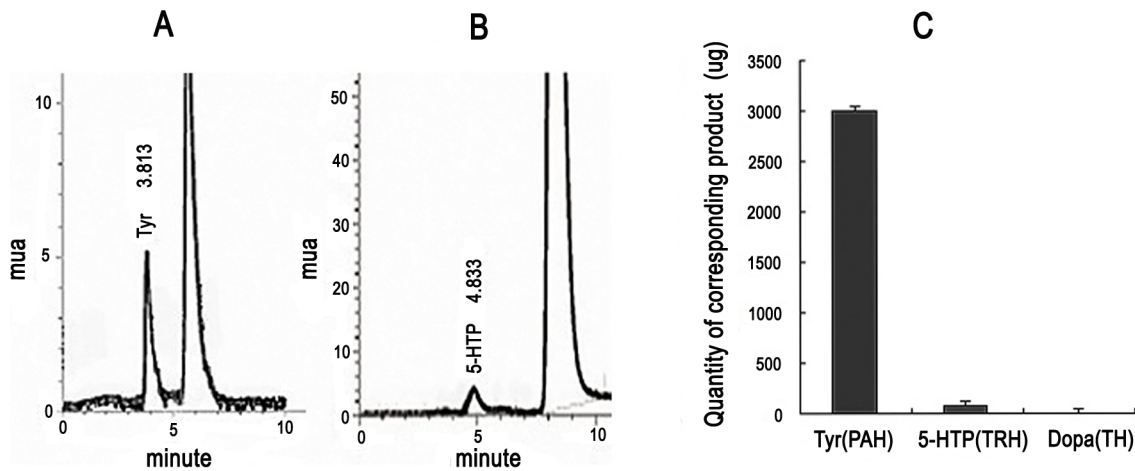 A
mua
10
5
0
Tyr 3.813
0 5 10
minute
B
mua
50
40
30
20
10
0
5-HTP 4.833
0 5 10
minute
C
Quantity of corresponding product (ug)
3500
3000
2500
2000
1500
1000
500
0
Tyr(PAH) 5-HTP(TRH) Dopa(TH)